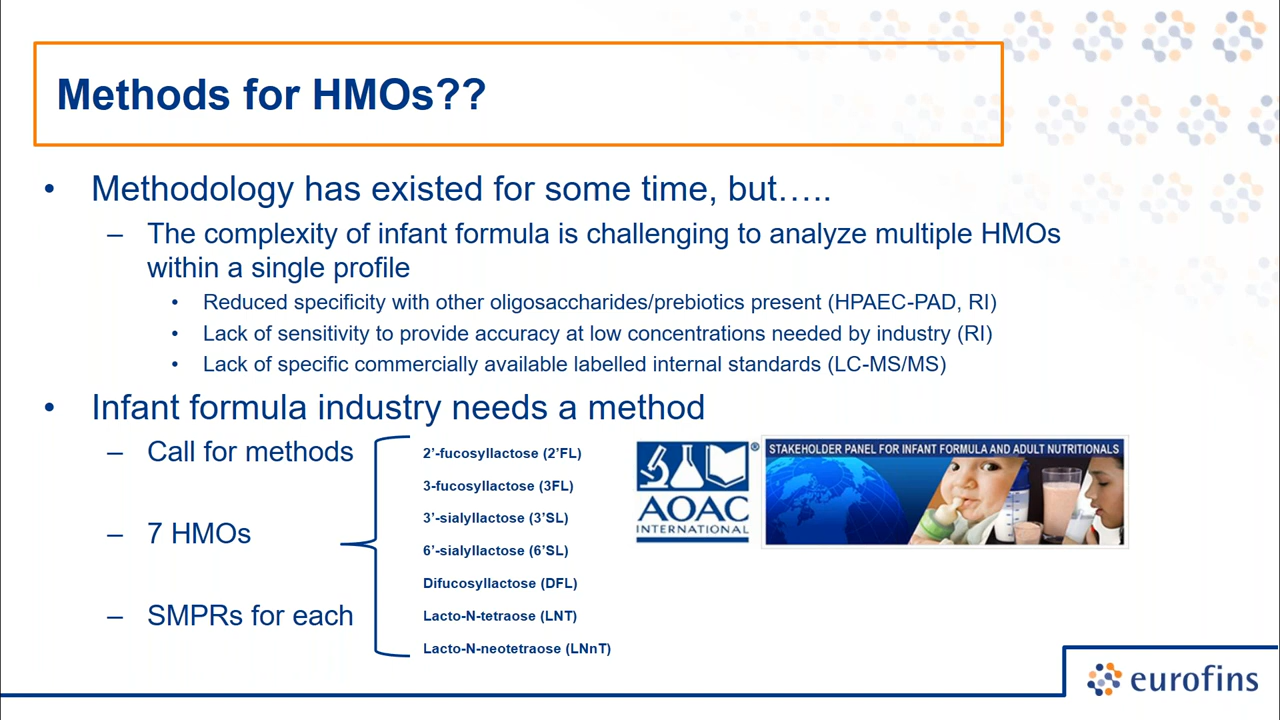 Methods for HMOs??
• Methodology has existed for some time, but…..
– The complexity of infant formula is challenging to analyze multiple HMOs
within a single profile
• Reduced specificity with other oligosaccharides/prebiotics present (HPAEC-PAD, RI)
• Lack of sensitivity to provide accuracy at low concentrations needed by industry (RI)
• Lack of specific commercially available labelled internal standards (LC-MS/MS)
• Infant formula industry needs a method
– Call for methods
– 7 HMOs
– SMPRs for each
2’-fucosyllactose (2’FL)
3-fucosyllactose (3FL)
3’-sialyllactose (3’SL)
6’-sialyllactose (6’SL)
Difucosyllactose (DFL)
Lacto-N-tetraose (LNT)
Lacto-N-neotetraose (LNnT)
®
AOAC
INTERNATIONAL
STAKEHOLDER PANEL FOR INFANT FORMULA AND ADULT NUTRITIONALS
eurofins